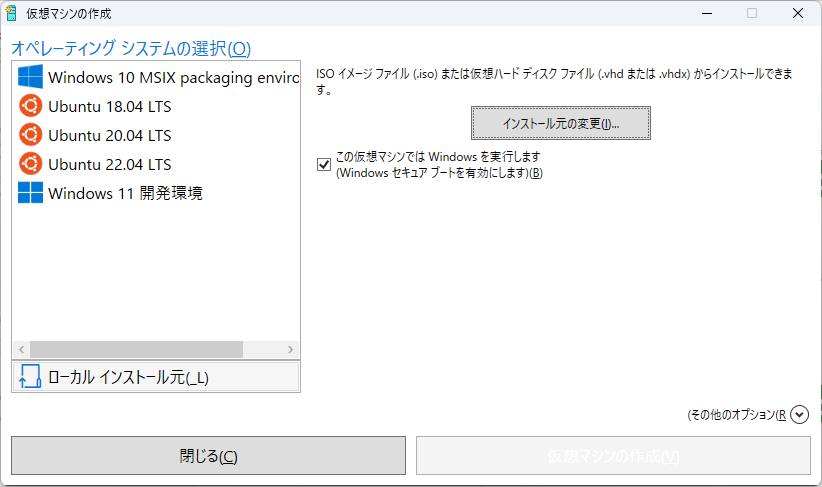 仮想マシンの作成
オペレーティング システムの選択(O)
Windows 10 MSIX packaging enviro
Ubuntu 18.04 LTS
Ubuntu 20.04 LTS
Ubuntu 22.04 LTS
Windows 11 開発環境
ローカル インストール元(_L)
ISO イメージ ファイル (.iso) または仮想ハード ディスク ファイル (.vhd または .vhdx) からインストールできま
す。
インストール元の変更(I)...
この仮想マシンでは Windows を実行します
(Windows セキュア ブートを有効にします)(B)
(その他のオプション(R
閉じる(C)
仮想マシンの作成(V)